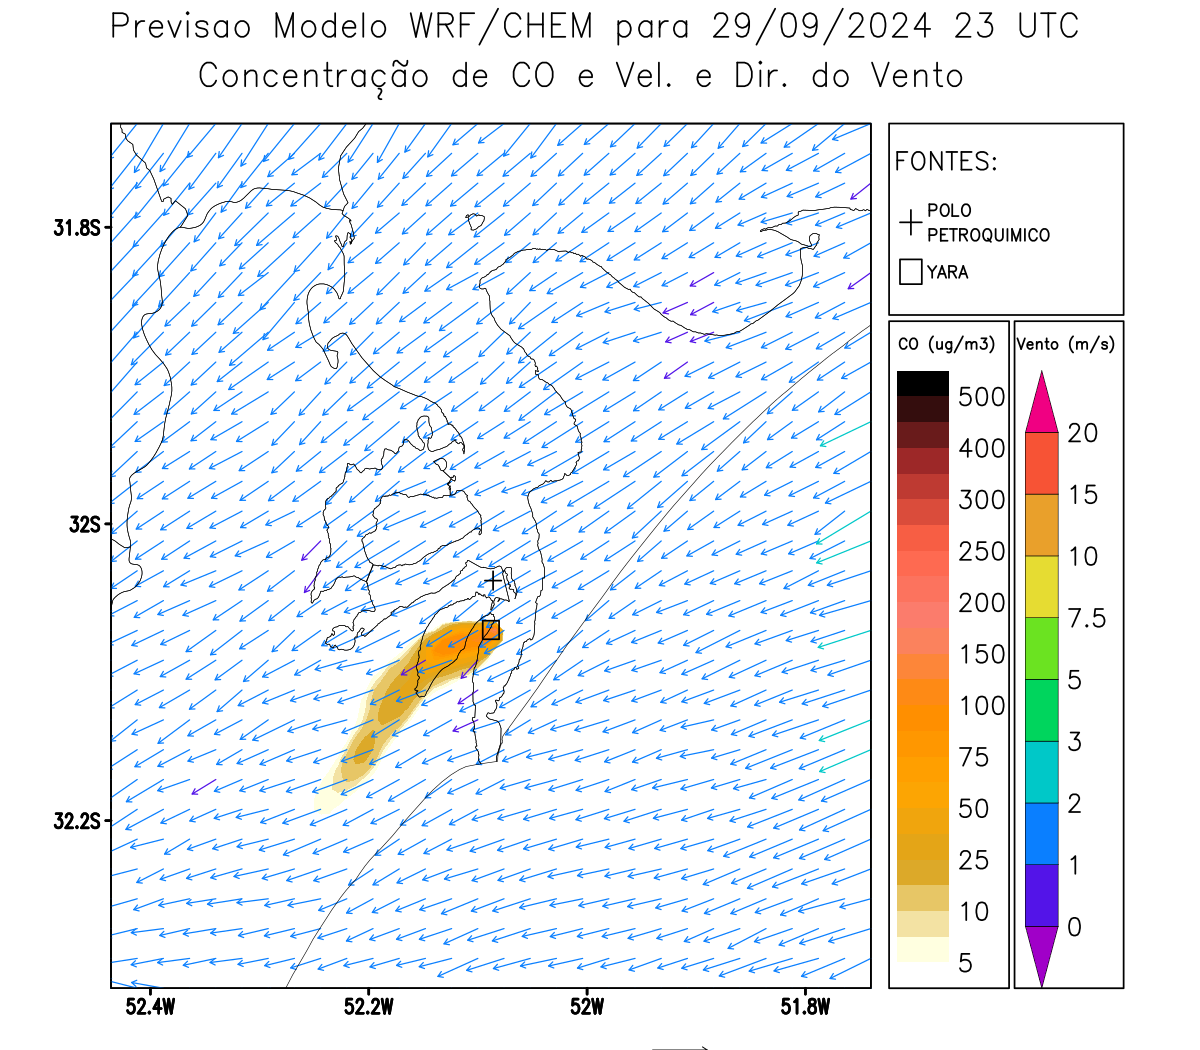 Previsao Modelo WRF/CHEM para 29/09/2024 23 UTC
Concentração de CO e Vel. e Dir. do Vento
FONTES:
POLO
PETROQUIMICO
YARA
CO (ug/m3)
500
400
300
250
200
150
100
75
50
25
10
5
Vento (m/s)
20
15
10
7.5
5
3
2
1
0
31.8S
32S
32.2S
52.4W
52.2W
52W
51.8W